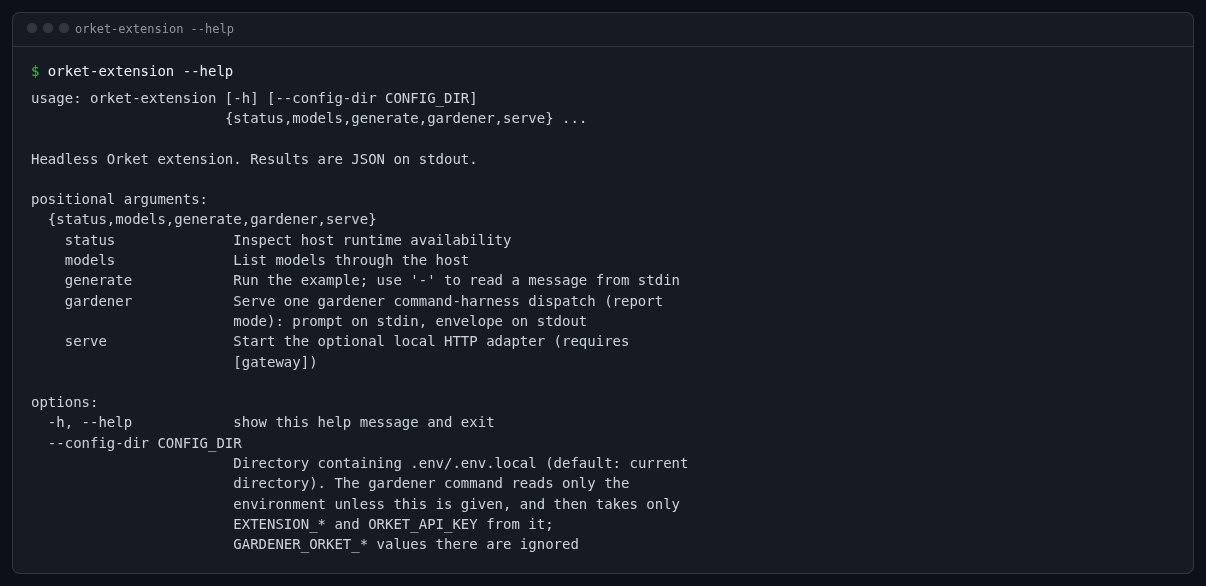 orket-extension --help
$ orket-extension --help
usage: orket-extension [-h] [--config-dir CONFIG_DIR]
                       {status,models,generate,gardener,serve} ...

Headless Orket extension. Results are JSON on stdout.

positional arguments:
  {status,models,generate,gardener,serve}
    status              Inspect host runtime availability
    models              List models through the host
    generate            Run the example; use '-' to read a message from stdin
    gardener            Serve one gardener command-harness dispatch (report
                        mode): prompt on stdin, envelope on stdout
    serve               Start the optional local HTTP adapter (requires
                        [gateway])

options:
  -h, --help            show this help message and exit
  --config-dir CONFIG_DIR
                        Directory containing .env/.env.local (default: current
                        directory). The gardener command reads only the
                        environment unless this is given, and then takes only
                        EXTENSION_* and ORKET_API_KEY from it;
                        GARDENER_ORKET_* values there are ignored